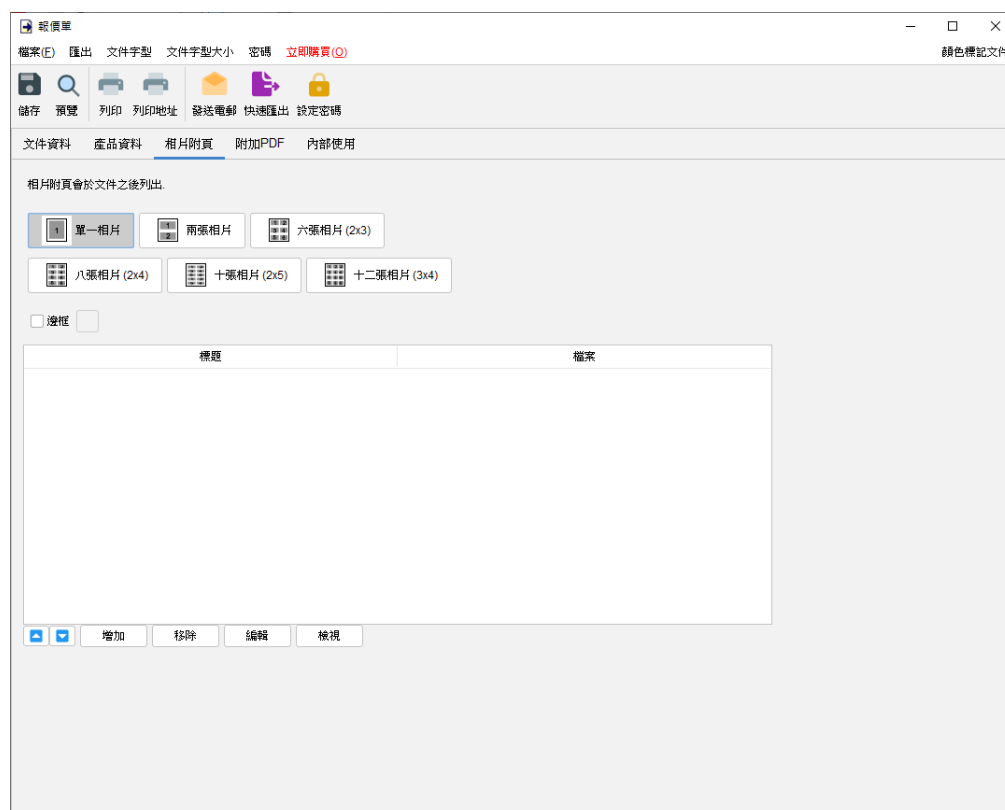 報價單
檔案(F) 匯出 文件字型 文件字型大小 密碼 立即購買(O) 顏色標記文件
儲存 預覽 列印 列印地址 發送電郵 快速匯出 設定密碼
文件資料 產品資料 相片附頁 附加PDF 內部使用
相片附頁會於文件之後列出.
1 單一相片 1 2 兩張相片 六張相片 (2x3)
八張相片 (2x4) 十張相片 (2x5) 十二張相片 (3x4)
邊框
標題 檔案
增加 移除 編輯 檢視